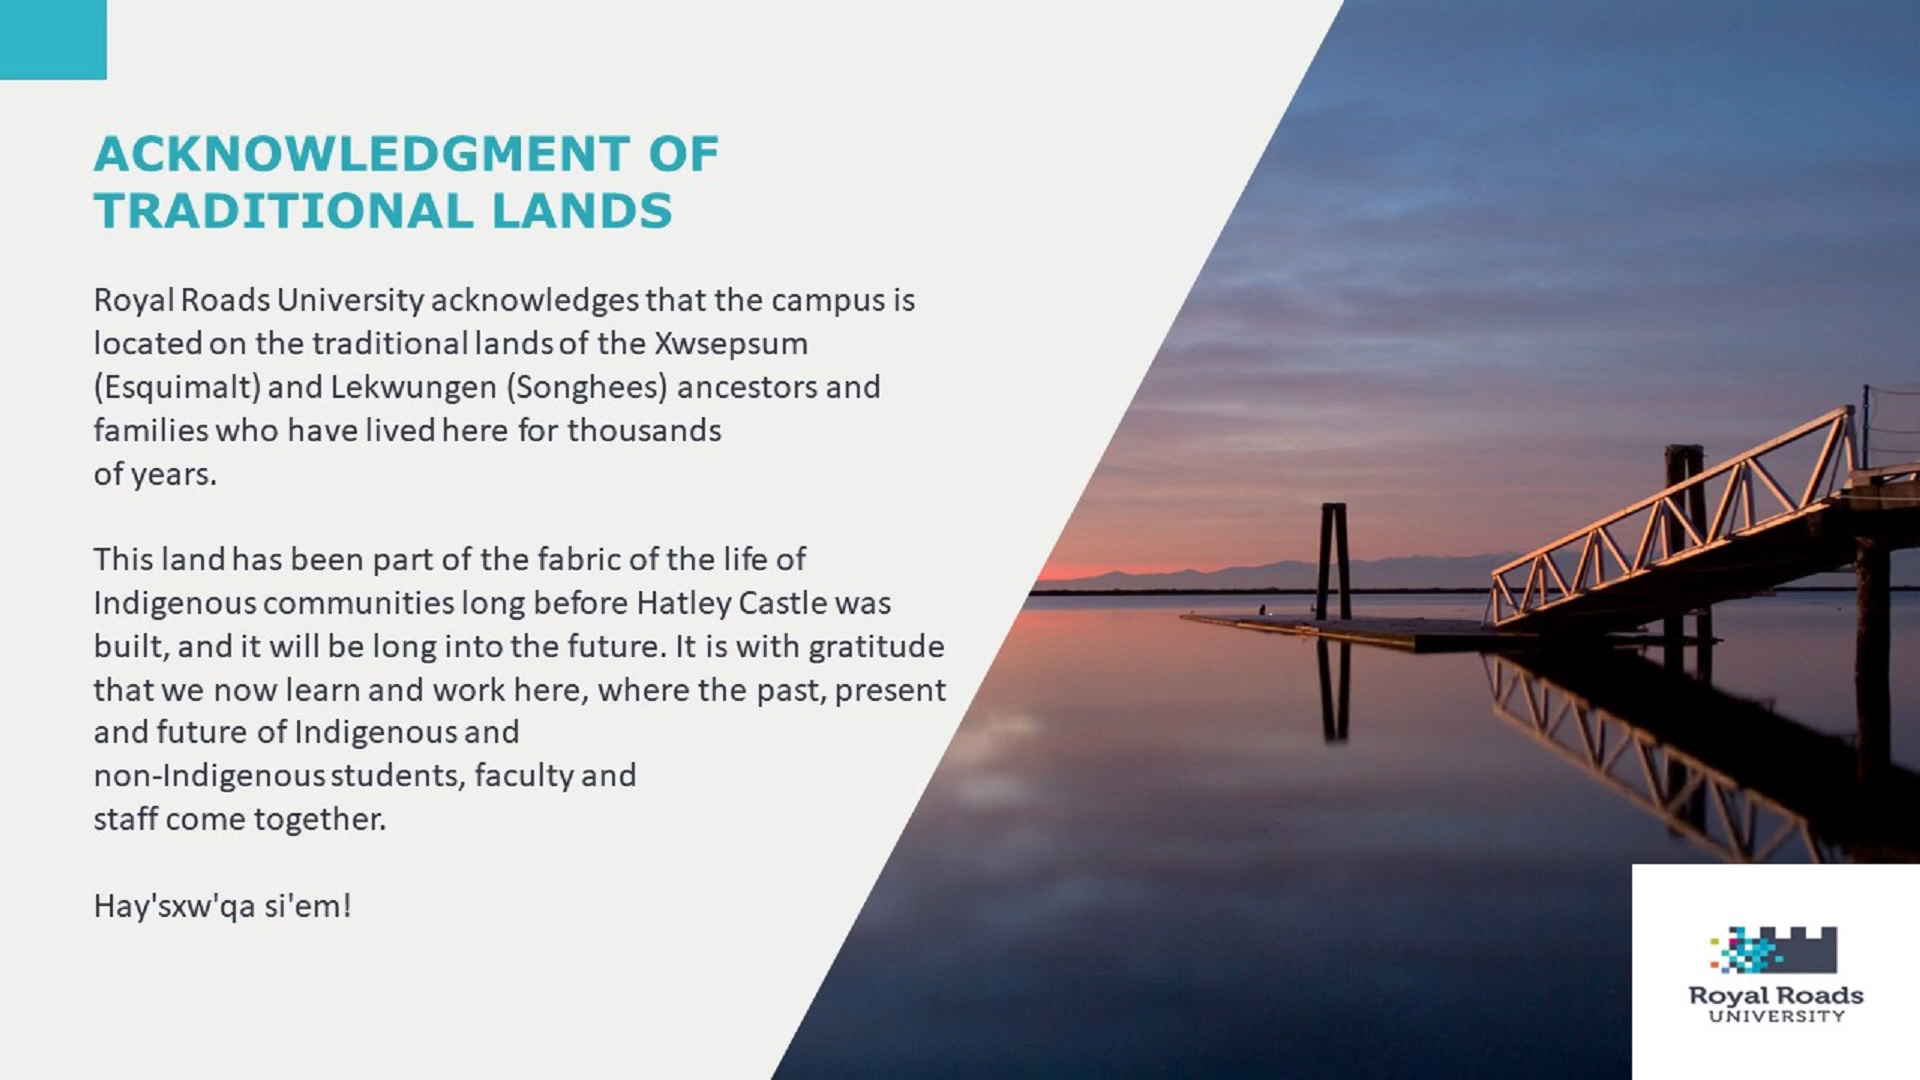 ACKNOWLEDGMENT OF
TRADITIONAL LANDS
Royal Roads University acknowledges that the campus is
located on the traditional lands of the Xwsepsum
(Esquimalt) and Lekwungen (Songhees) ancestors and
families who have lived here for thousands
of years.
This land has been part of the fabric of the life of
Indigenous communities long before Hatley Castle was
built, and it will be long into the future. It is with gratitude
that we now learn and work here, where the past, present
and future of Indigenous and
non-Indigenous students, faculty and
staff come together.
Hay'sxw'qa si'em!
Royal Roads
UNIVERSITY